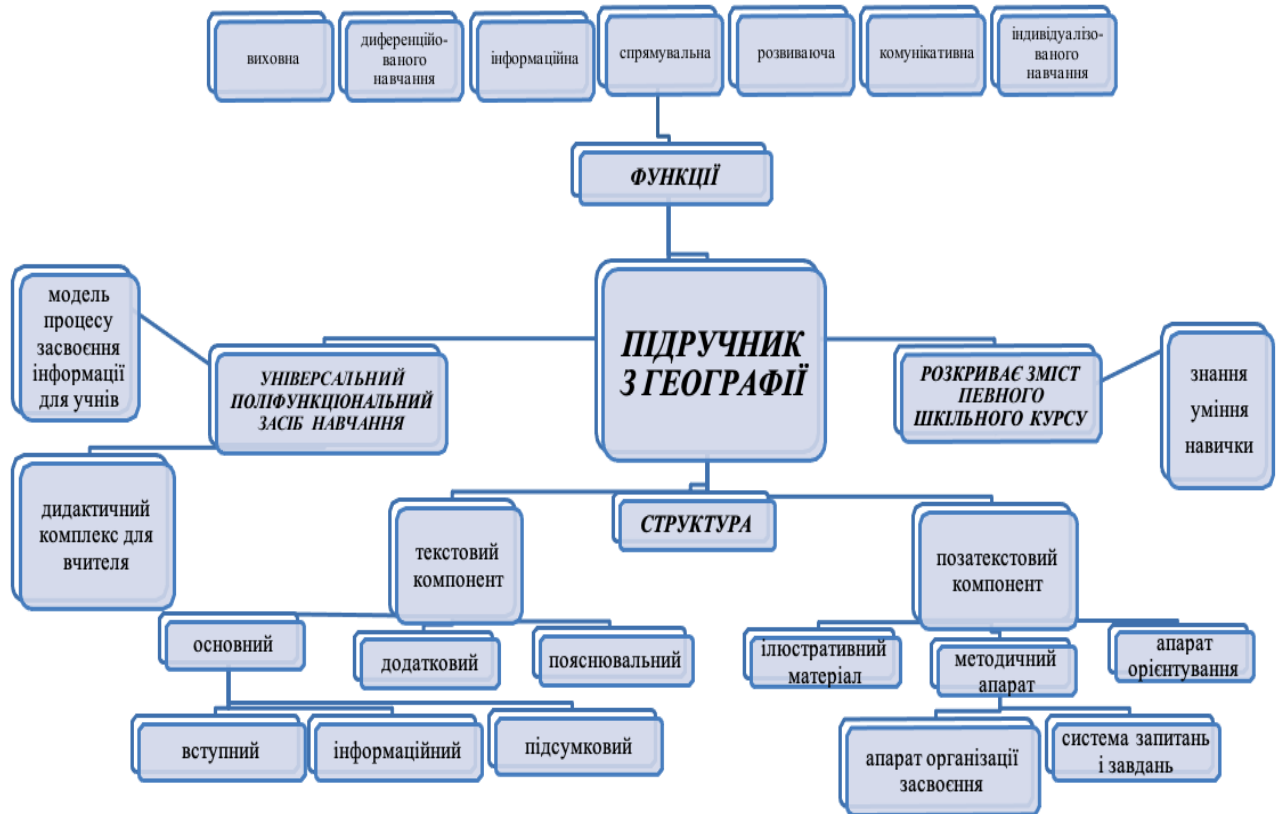 виховна
диференційо-
ваного
навчання
інформаційна
спрямувальна
розвиваюча
комунікативна
індивідуалізо-
ваного
навчання
ФУНКЦІЇ
модель
процесу
засвоєння
інформації
для учнів
УНІВЕРСАЛЬНИЙ
ПОЛІФУНКЦІОНАЛЬНИЙ
ЗАСІБ НАВЧАННЯ
ПІДРУЧНИК
З ГЕОГРАФІЇ
РОЗКРИВАЄ ЗМІСТ
ПЕВНОГО
ШКІЛЬНОГО КУРСУ
знання
уміння
навички
дидактичний
комплекс для
вчителя
СТРУКТУРА
текстовий
компонент
позатекстовий
компонент
основний
додатковий
пояснювальний
ілюстративний
матеріал
методичний
апарат
апарат
орієнтування
вступний
інформаційний
підсумковий
апарат організації
засвоєння
система запитань
і завдань